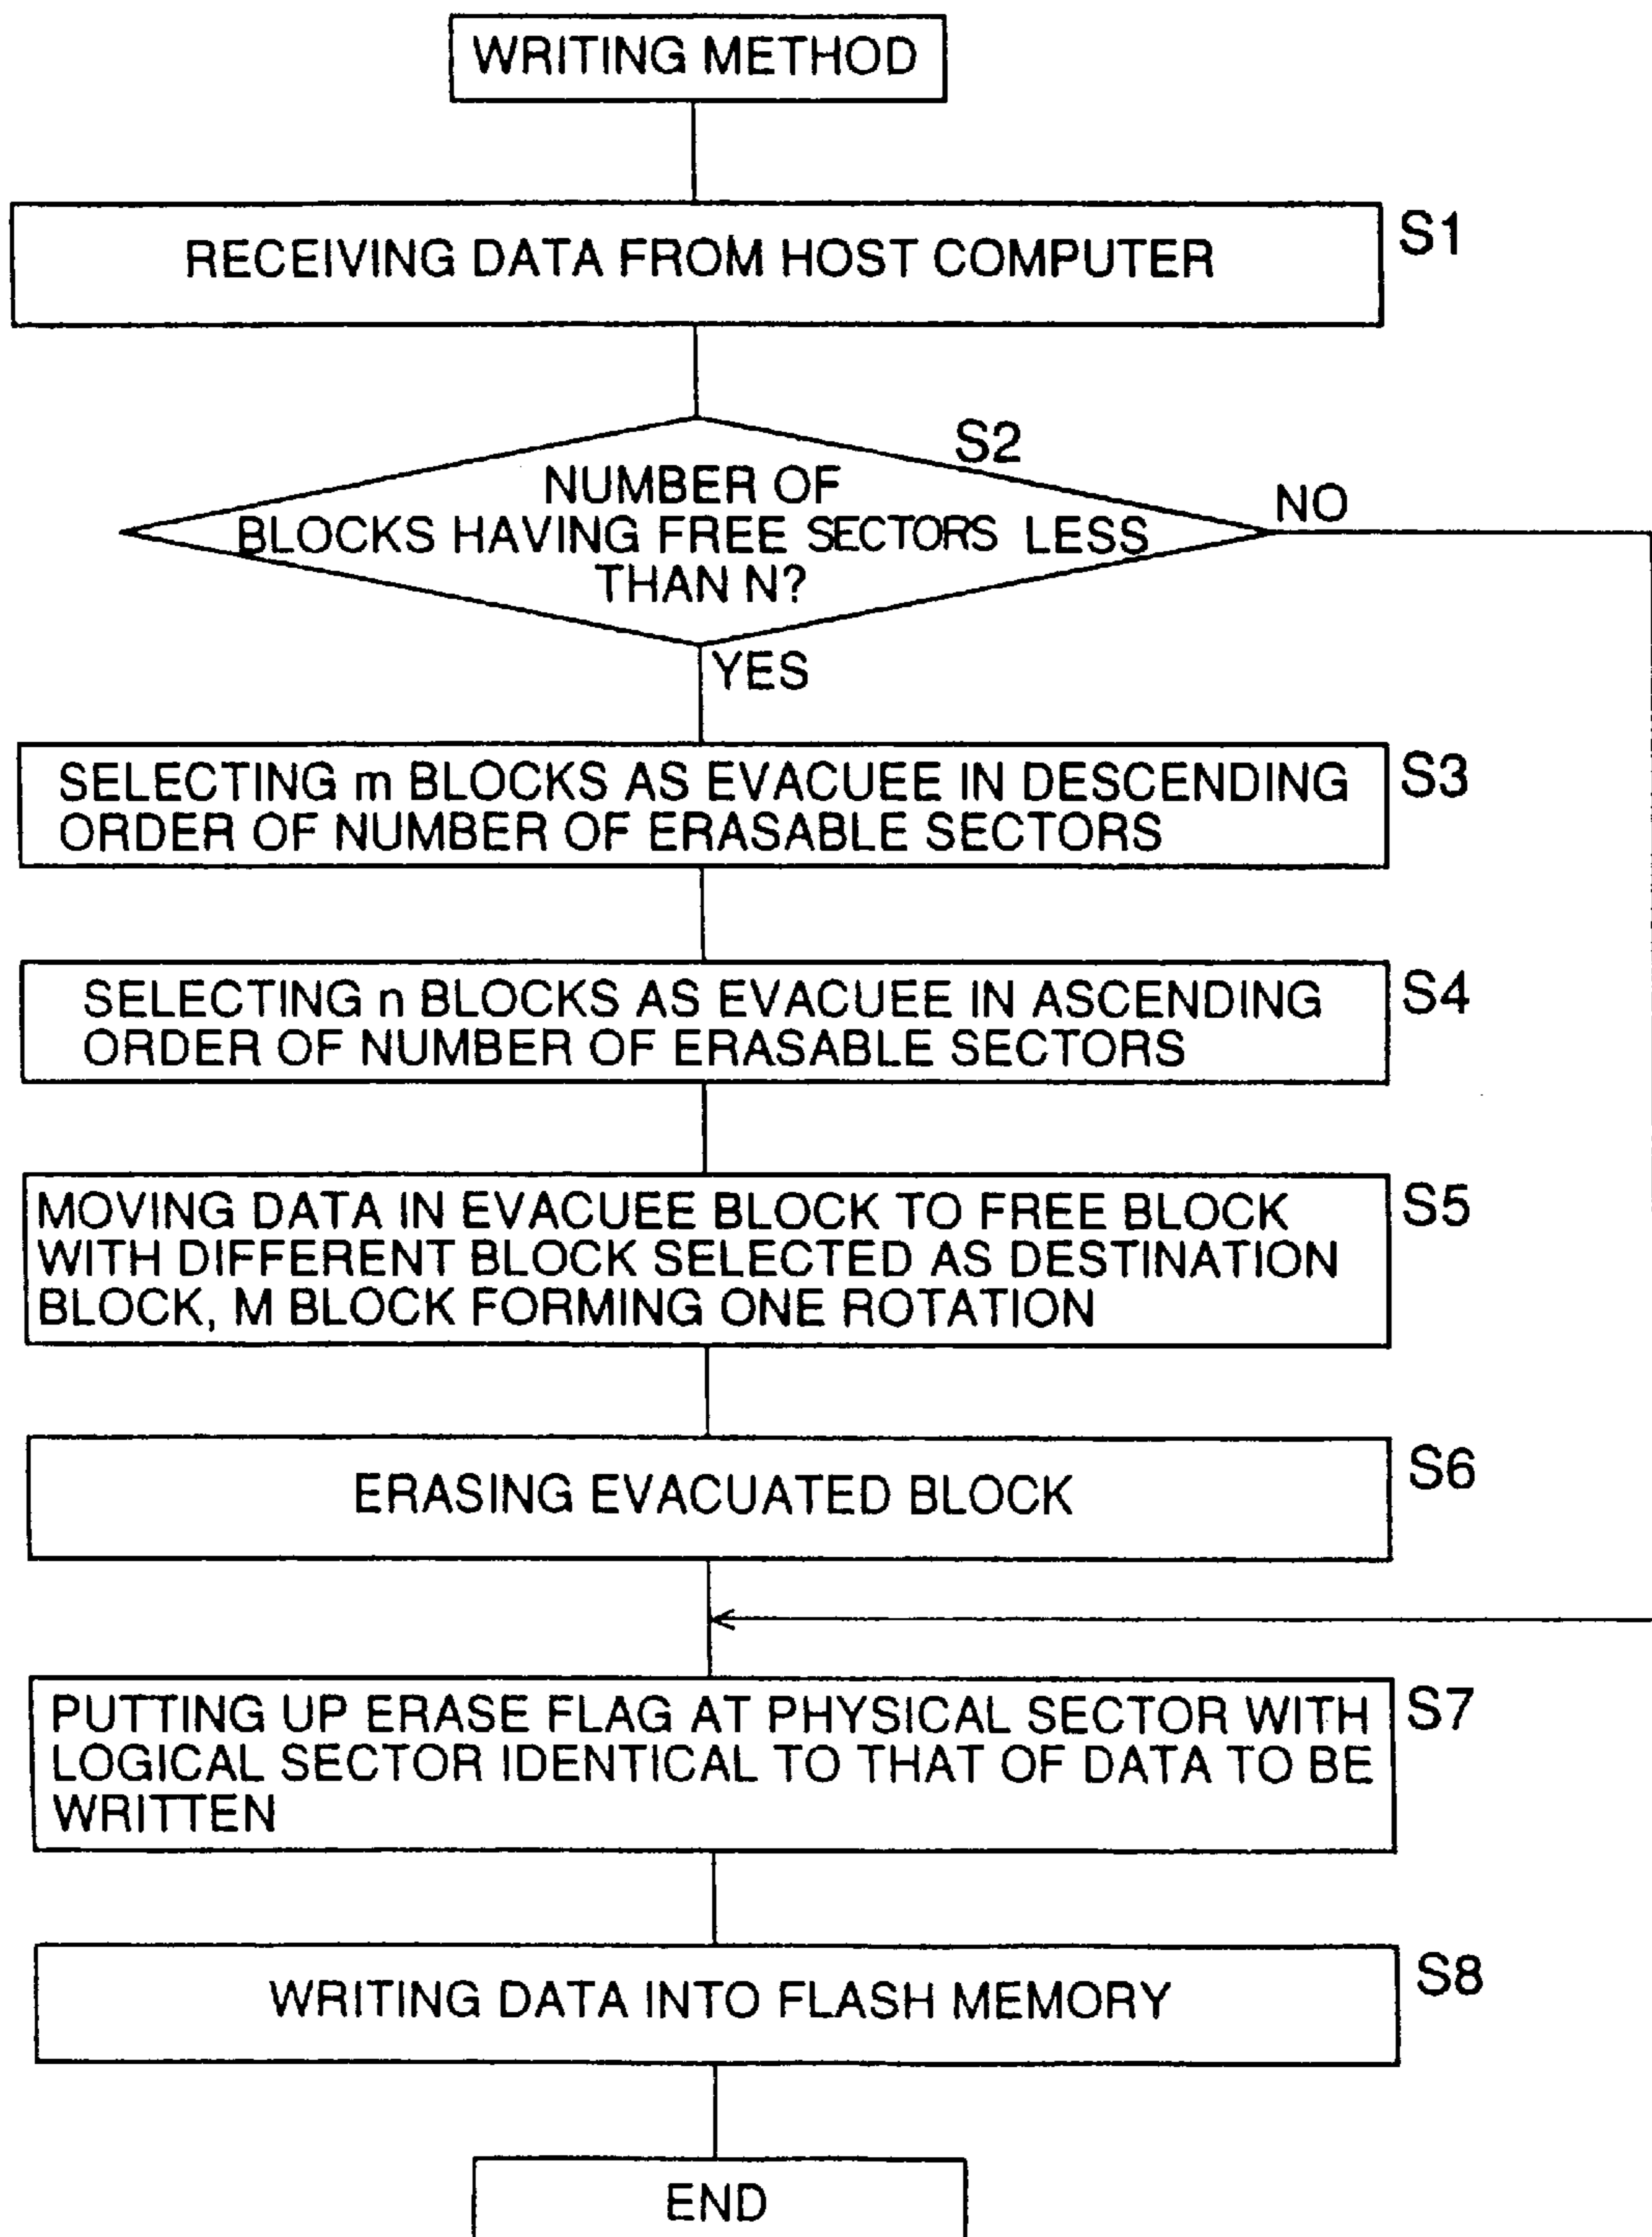 WRITING METHOD
RECEIVING DATA FROM HOST COMPUTER
S1
S2
NUMBER OF
BLOCKS HAVING FREE SECTORS LESS
THAN N?
NO
YES
SELECTING m BLOCKS AS EVACUEE IN DESCENDING
ORDER OF NUMBER OF ERASABLE SECTORS
S3
SELECTING n BLOCKS AS EVACUEE IN ASCENDING
ORDER OF NUMBER OF ERASABLE SECTORS
S4
MOVING DATA IN EVACUEE BLOCK TO FREE BLOCK
WITH DIFFERENT BLOCK SELECTED AS DESTINATION
BLOCK, M BLOCK FORMING ONE ROTATION
S5
ERASING EVACUATED BLOCK
S6
PUTTING UP ERASE FLAG AT PHYSICAL SECTOR WITH
LOGICAL SECTOR IDENTICAL TO THAT OF DATA TO BE
WRITTEN
S7
WRITING DATA INTO FLASH MEMORY
S8
END